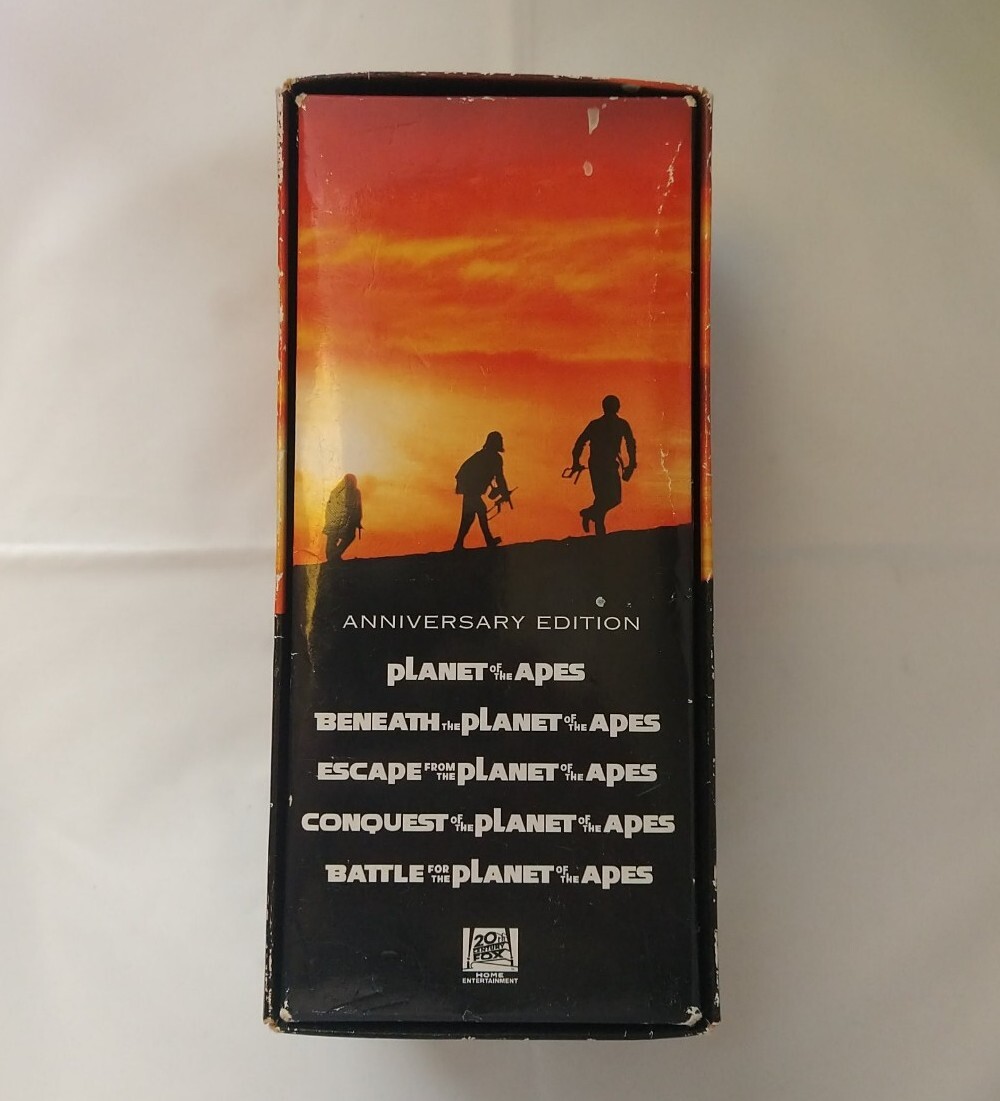 ANNIVERSARY EDITION
PLANET OF THE APES
BENEATH THE PLANET OF THE APES
ESCAPE FROM THE PLANET OF THE APES
CONQUEST OF THE PLANET OF THE APES
BATTLE FOR THE PLANET OF THE APES
20th
CENTURY
FOX
HOME
ENTERTAINMENT